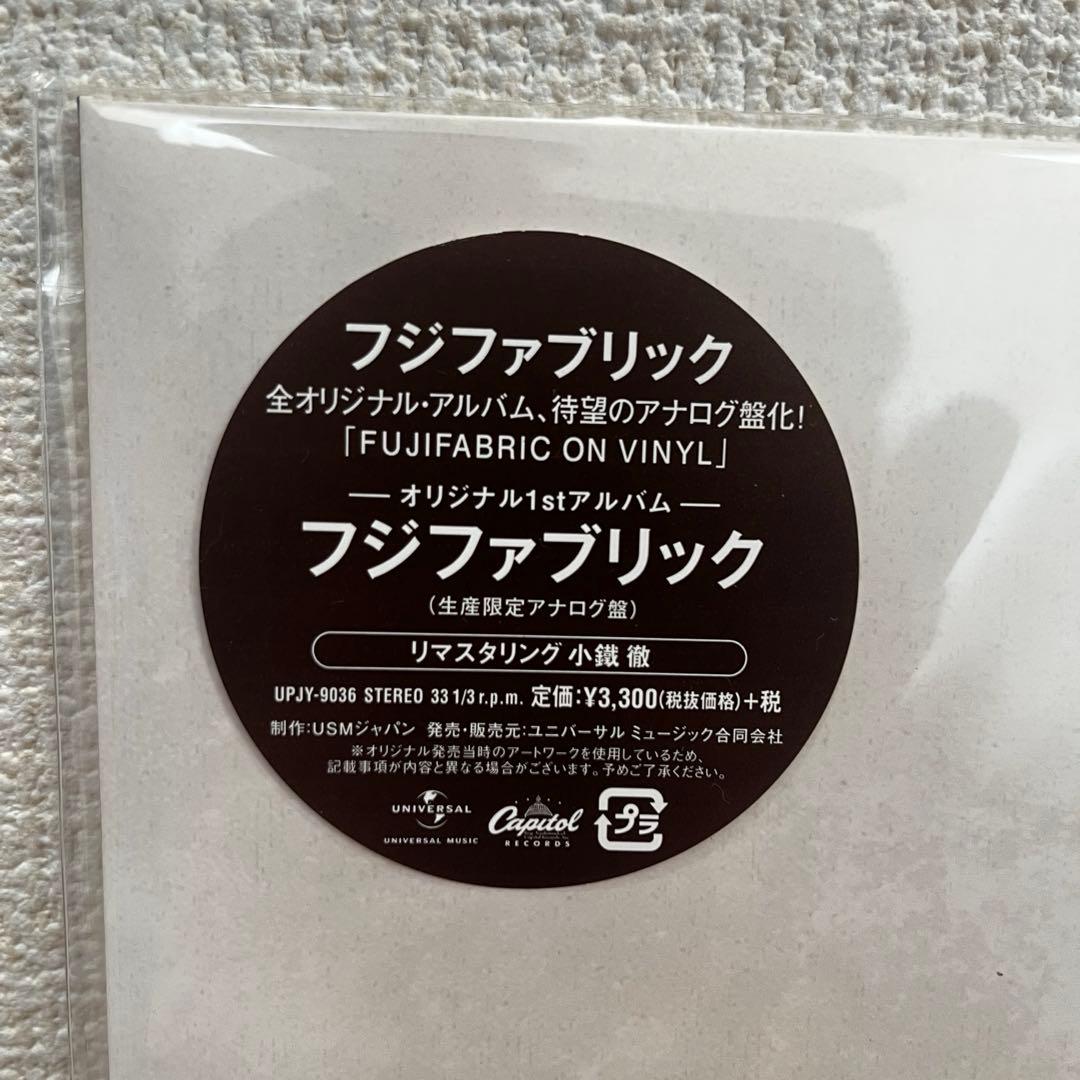 フジファブリック
全オリジナル・アルバム、待望のアナログ盤化!
「FUJIFABRIC ON VINYL」
― オリジナル1stアルバム ―
フジファブリック
(生産限定アナログ盤)
リマスタリング 小鐵 徹
UPJY-9036 STEREO 33 1/3 r.p.m. 定価:¥3,300(税抜価格)+税
制作:USMジャパン 発売・販売元:ユニバーサル ミュージック合同会社
※オリジナル発売当時のアートワークを使用しているため、
記載事項が内容と異なる場合がございます。予めご了承ください。
UNIVERSAL
UNIVERSAL MUSIC
Capitol
RECORDS
プラ